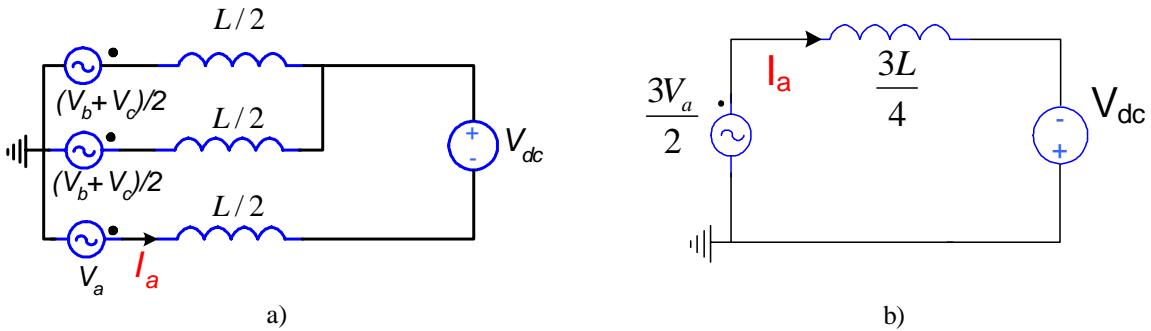 L/2
(V_b+ V_c)/2
L/2
(V_b+ V_c)/2
L/2
V_a
I_a
+
-
V_dc
a)
3V_a
2
I_a
3L
4
-
+
V_dc
b)